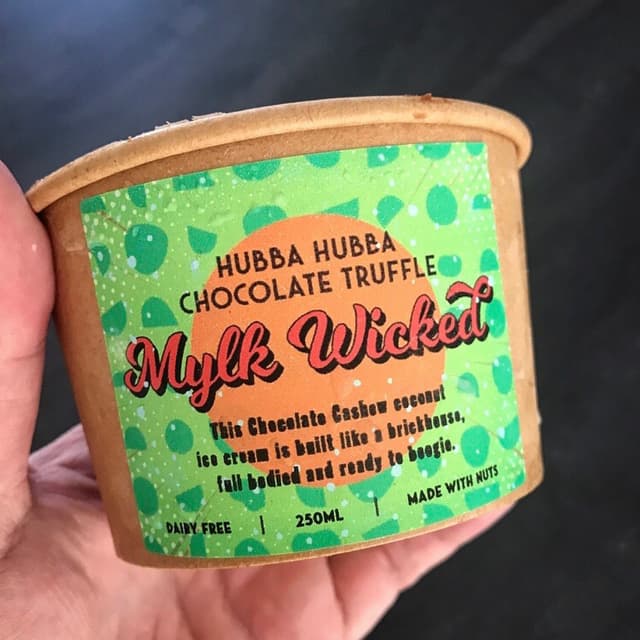 HUBBA HUBBA
CHOCOLATE TRUFFLE
Mylk Wicked
This Chocolate Cashew coconut
ice cream is built like a brickhouse,
full bodied and ready to boogie.
DAIRY FREE | 250ML | MADE WITH NUTS